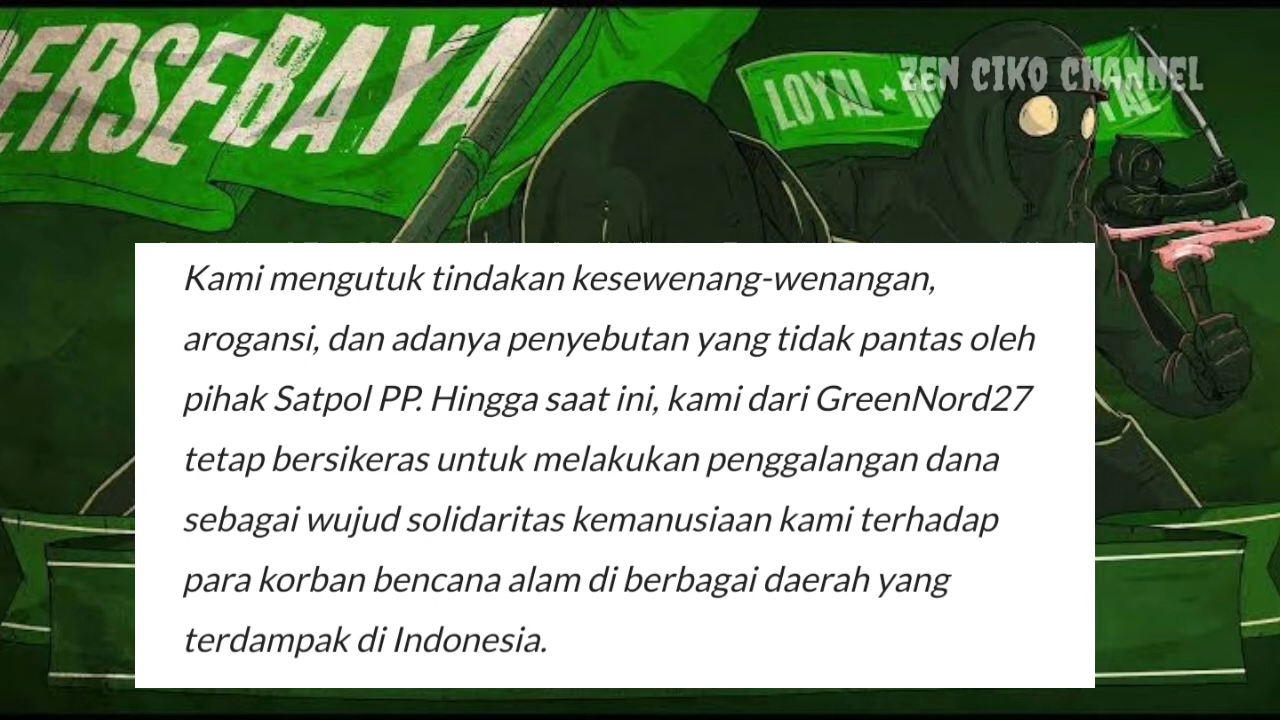 ERSEBAYA
LOYAL ★
ZEN CIKO CHANNEL
Kami mengutuk tindakan kesewenang-wenangan,
arogansi, dan adanya penyebutan yang tidak pantas oleh
pihak Satpol PP. Hingga saat ini, kami dari GreenNord27
tetap bersikeras untuk melakukan penggalangan dana
sebagai wujud solidaritas kemanusiaan kami terhadap
para korban bencana alam di berbagai daerah yang
terdampak di Indonesia.